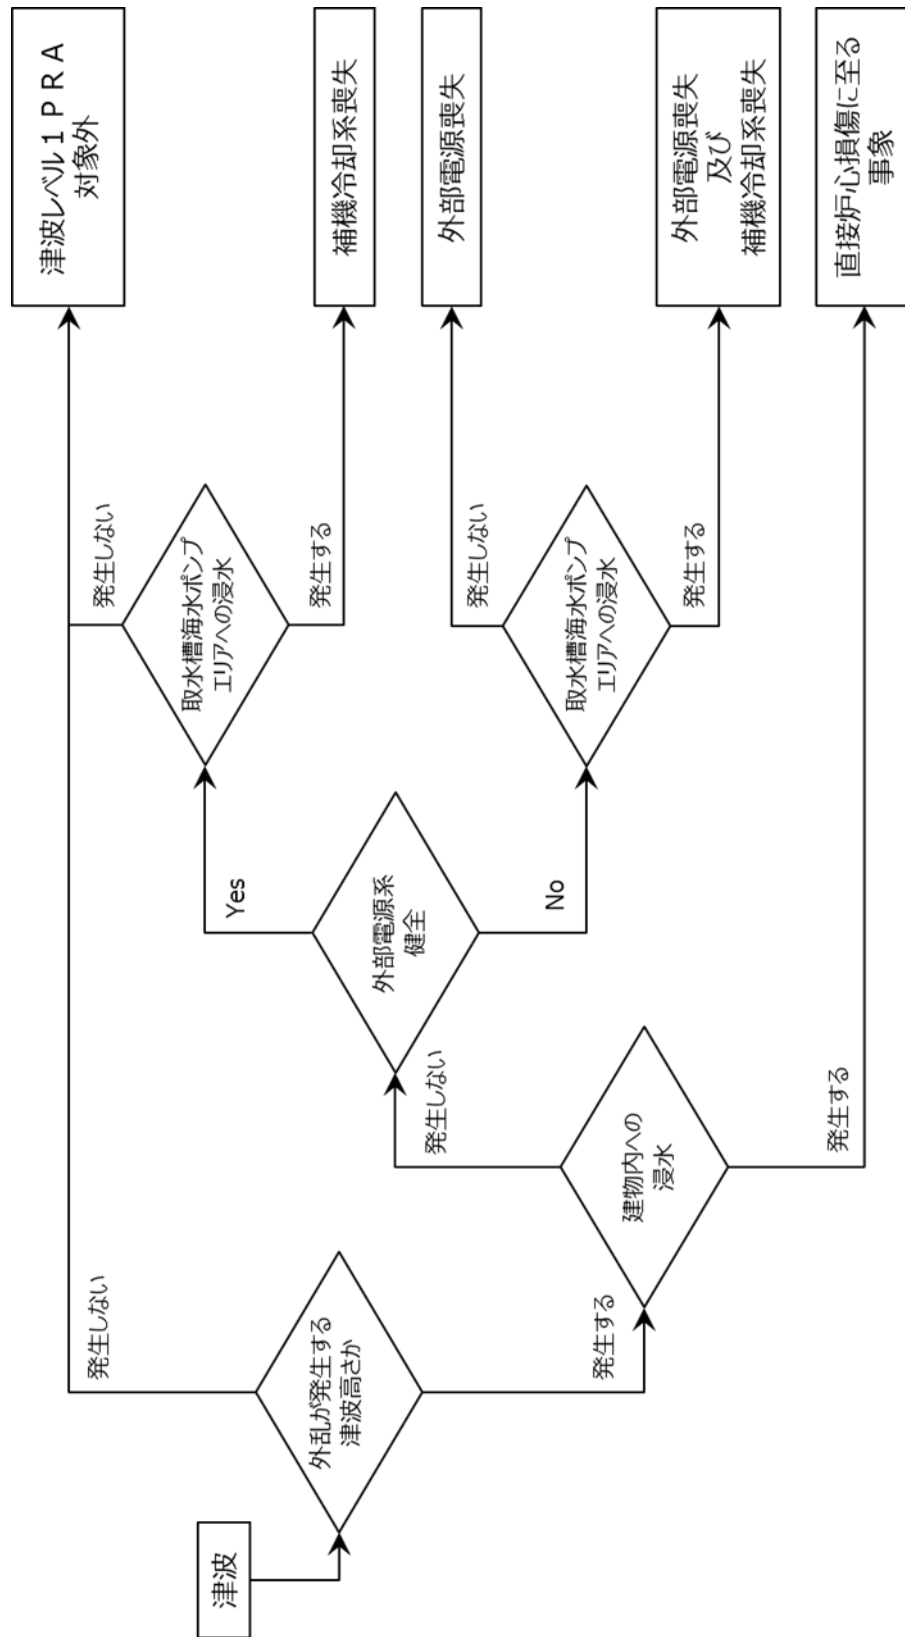 津波
外乱が発生する
津波高さか
発生しない
発生する
建物内への
浸水
発生しない
発生する
外部電源系
健全
Yes
No
取水槽海水ポンプ
エリアへの浸水
発生しない
発生する
取水槽海水ポンプ
エリアへの浸水
発生しない
発生する
津波レベル１ＰＲＡ
対象外
補機冷却系喪失
外部電源喪失
外部電源喪失
及び
補機冷却系喪失
直接炉心損傷に至る
事象